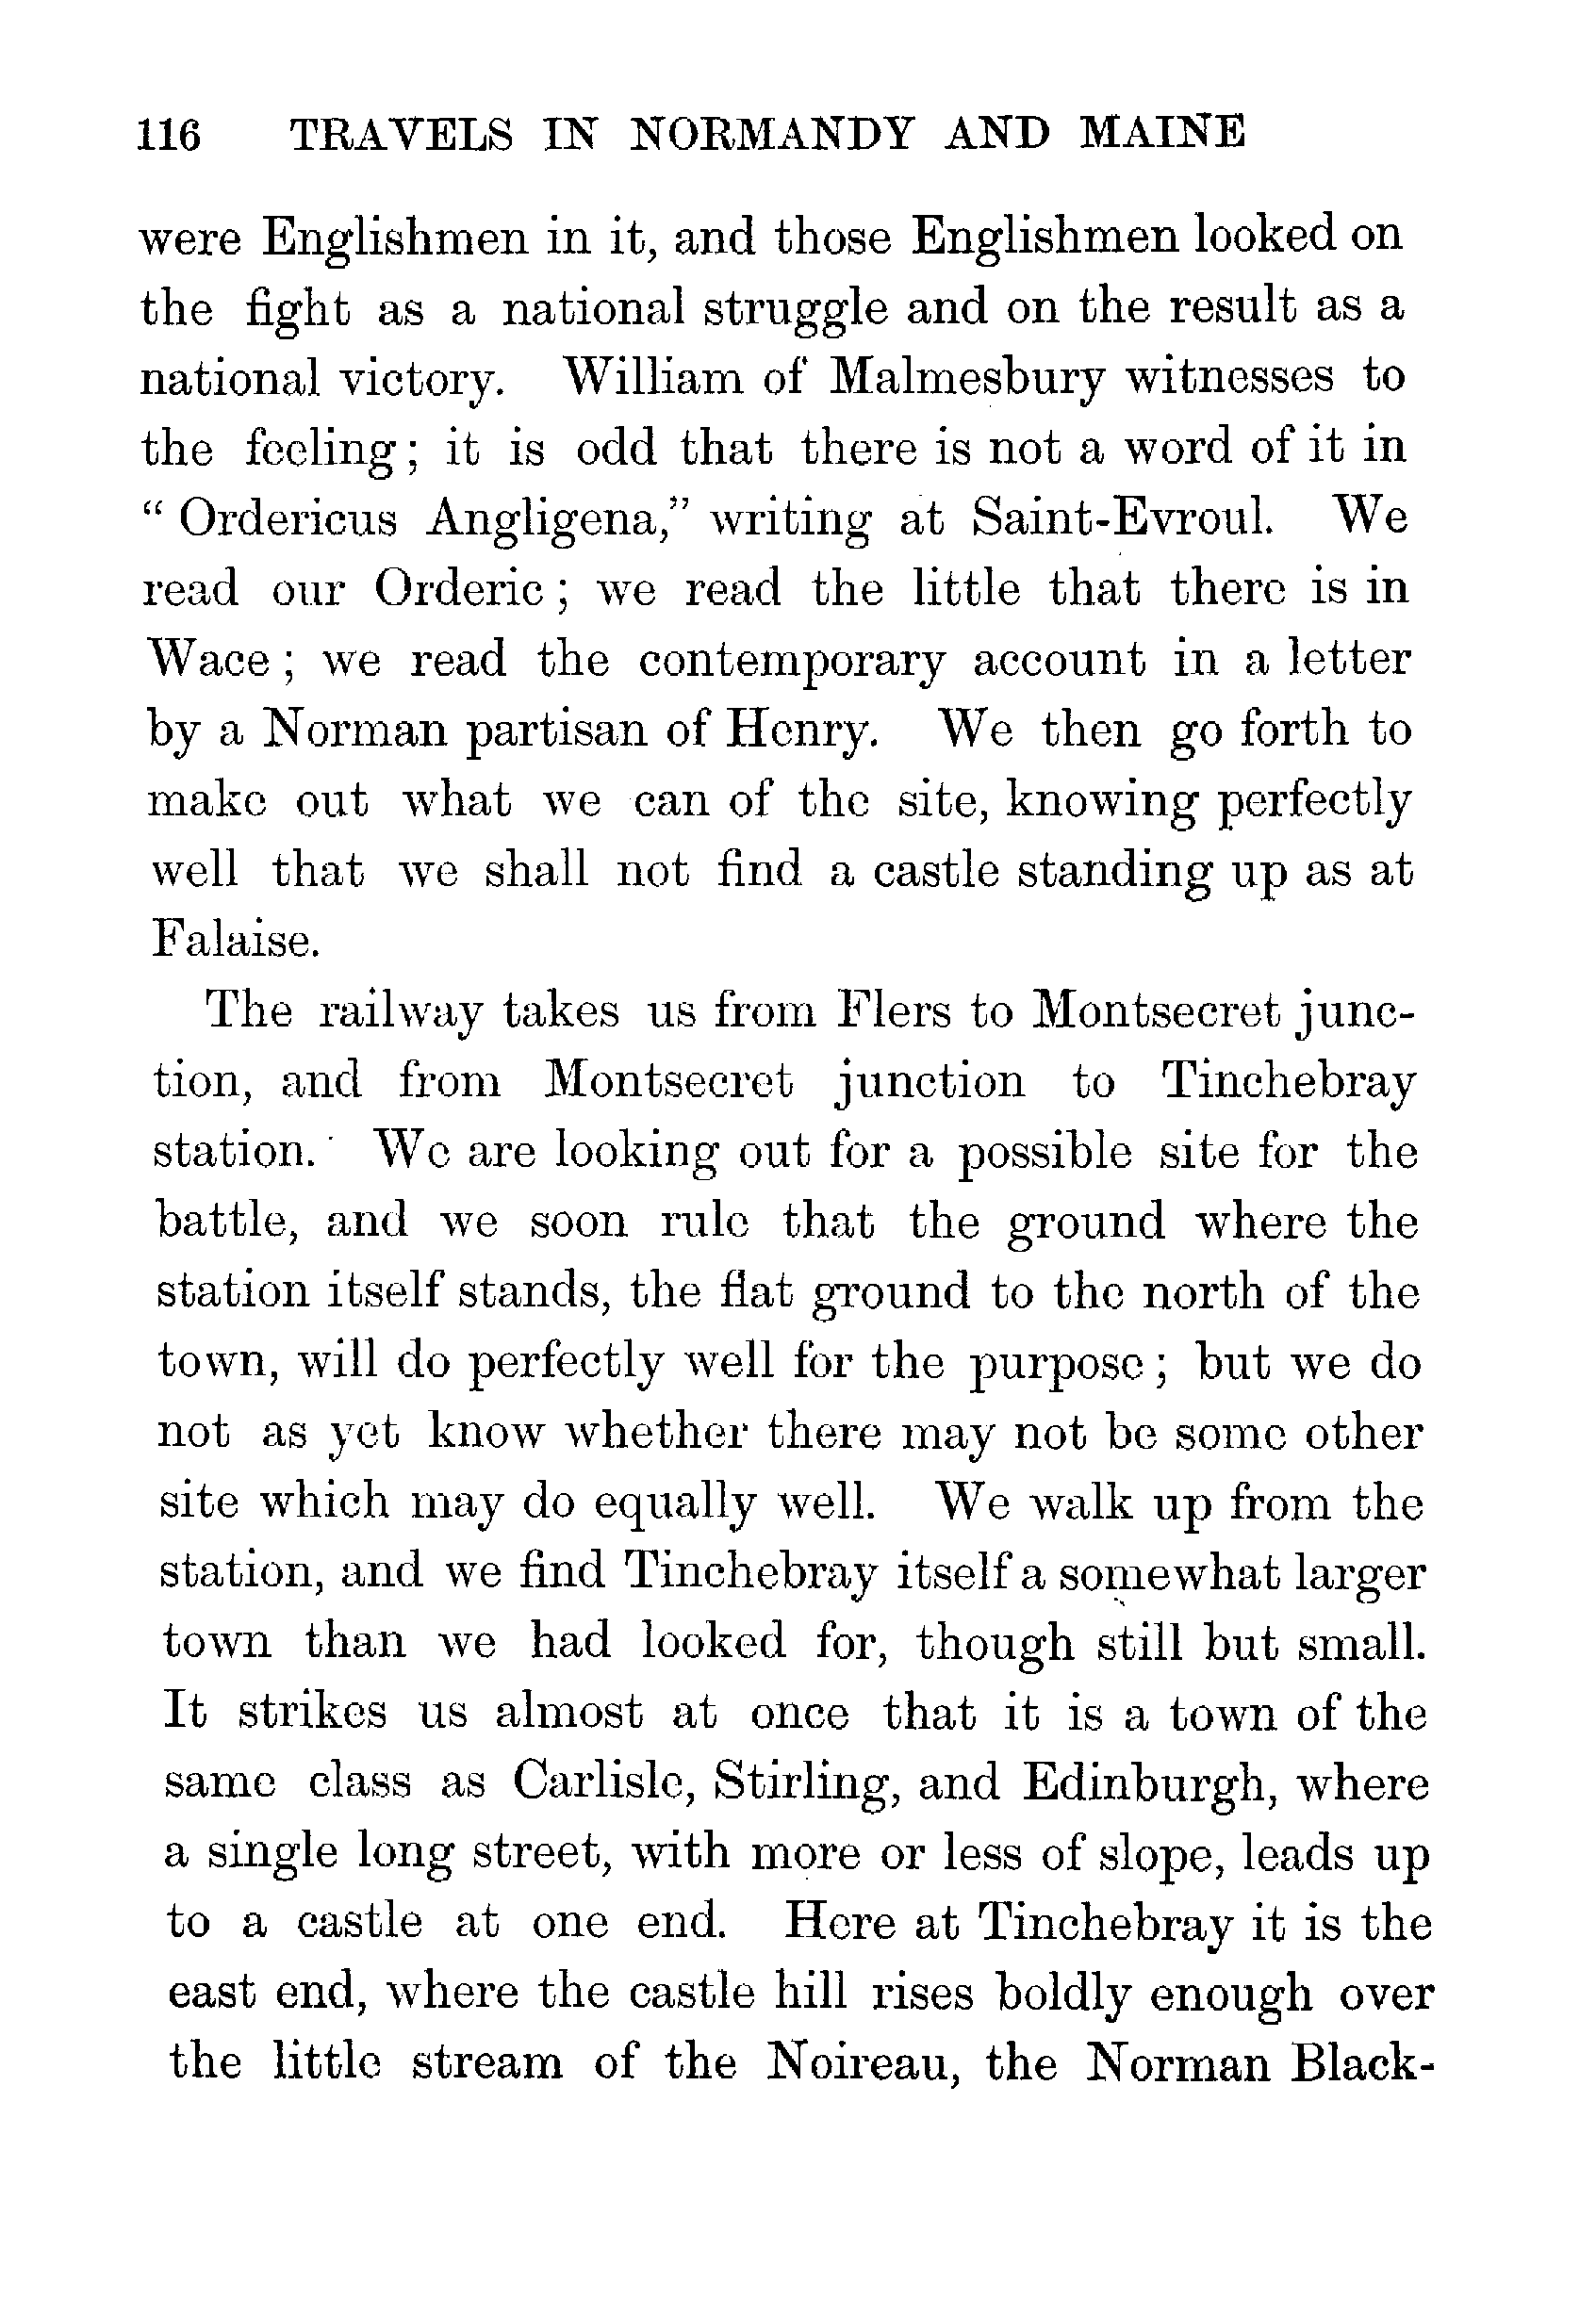 116 TRAVELS IN NORMANDY AND MAINE
were Englishmen in it, and those Englishmen looked on
the fight as a national struggle and on the result as a
national victory. William of Malmesbury witnesses to
the feeling; it is odd that there is not a word of it in
“Ordericus Angligena,” writing at Saint-Evroul. We
read our Orderic; we read the little that there is in
Wace; we read the contemporary account in a letter
by a Norman partisan of Henry. We then go forth to
make out what we can of the site, knowing perfectly
well that we shall not find a castle standing up as at
Falaise.
The railway takes us from Flers to Montsecret junc-
tion, and from Montsecret junction to Tinchebray
station. We are looking out for a possible site for the
battle, and we soon rule that the ground where the
station itself stands, the flat ground to the north of the
town, will do perfectly well for the purpose; but we do
not as yet know whether there may not be some other
site which may do equally well. We walk up from the
station, and we find Tinchebray itself a somewhat larger
town than we had looked for, though still but small.
It strikes us almost at once that it is a town of the
same class as Carlisle, Stirling, and Edinburgh, where
a single long street, with more or less of slope, leads up
to a castle at one end. Here at Tinchebray it is the
east end, where the castle hill rises boldly enough over
the little stream of the Noireau, the Norman Black-